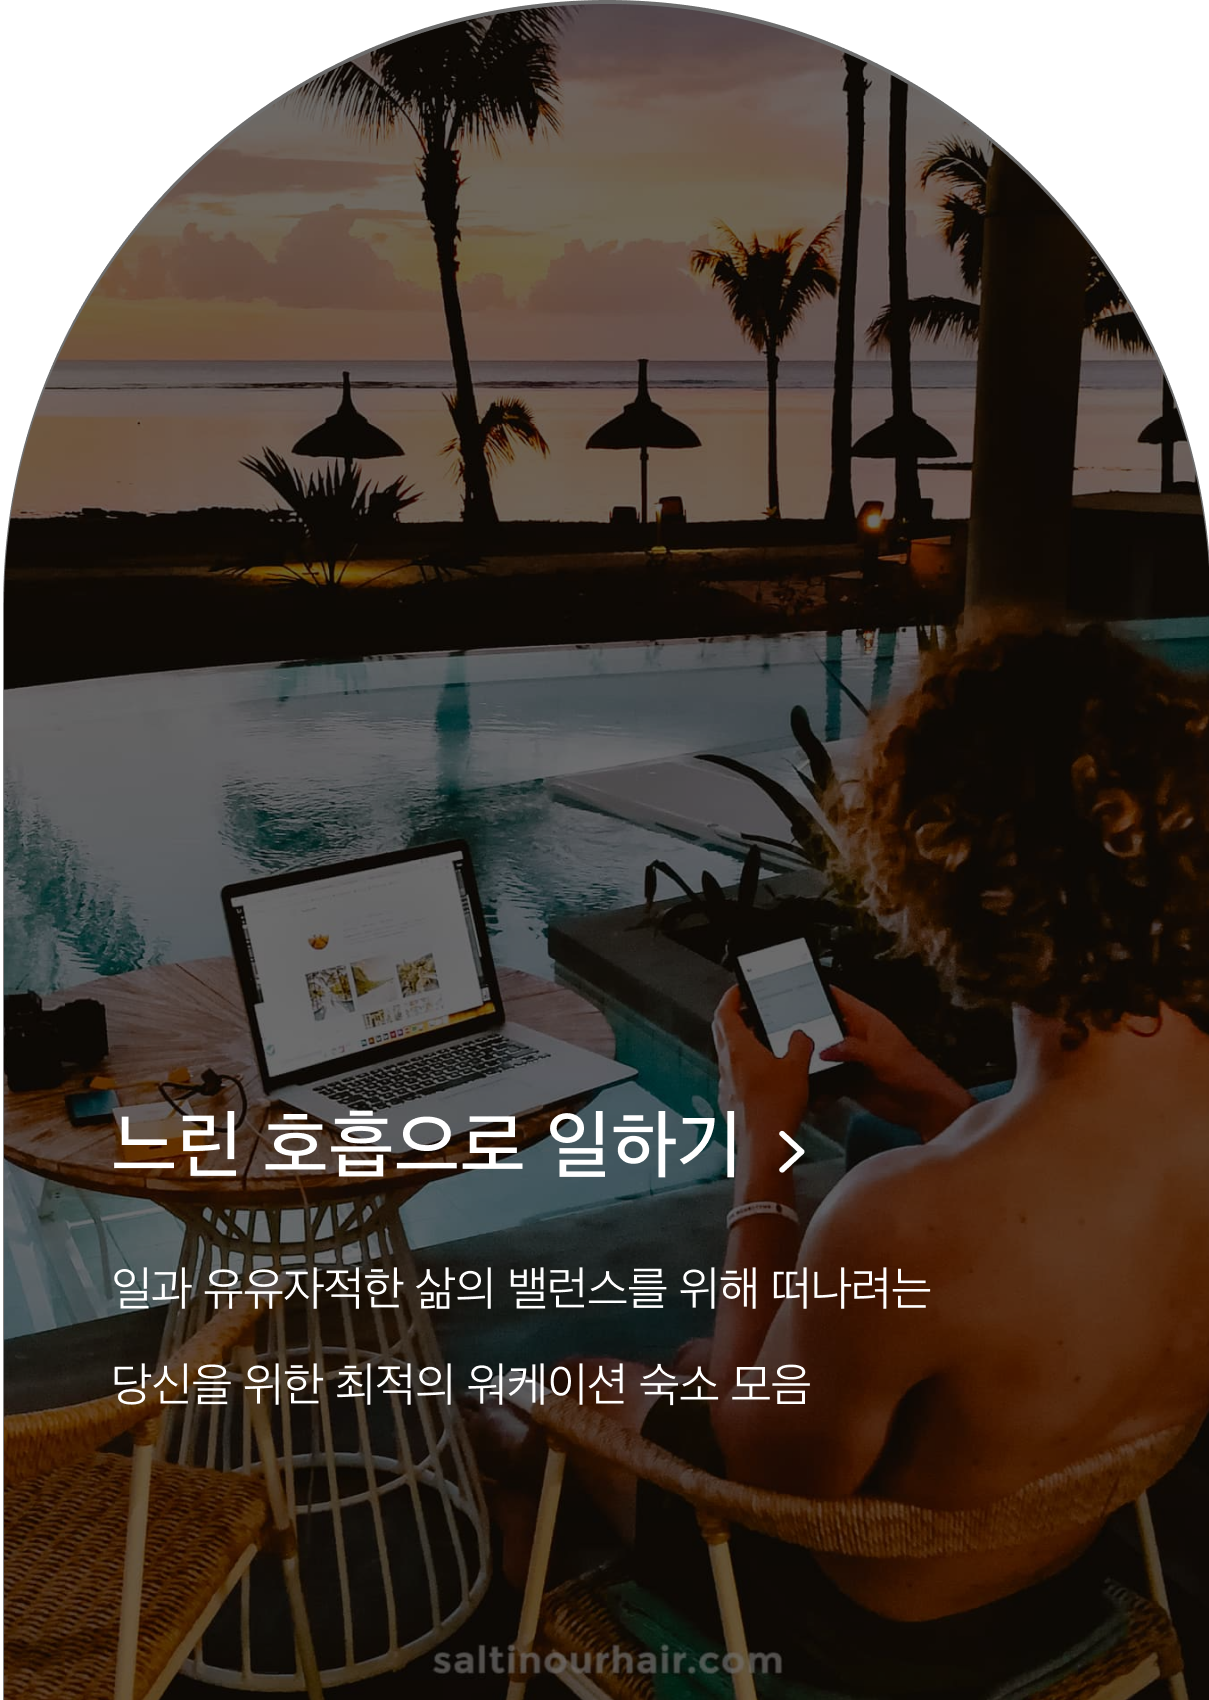 느린 호흡으로 일하기 >
일과 유유자적한 삶의 밸런스를 위해 떠나려는
당신을 위한 최적의 워케이션 숙소 모음
saltinourhair.com